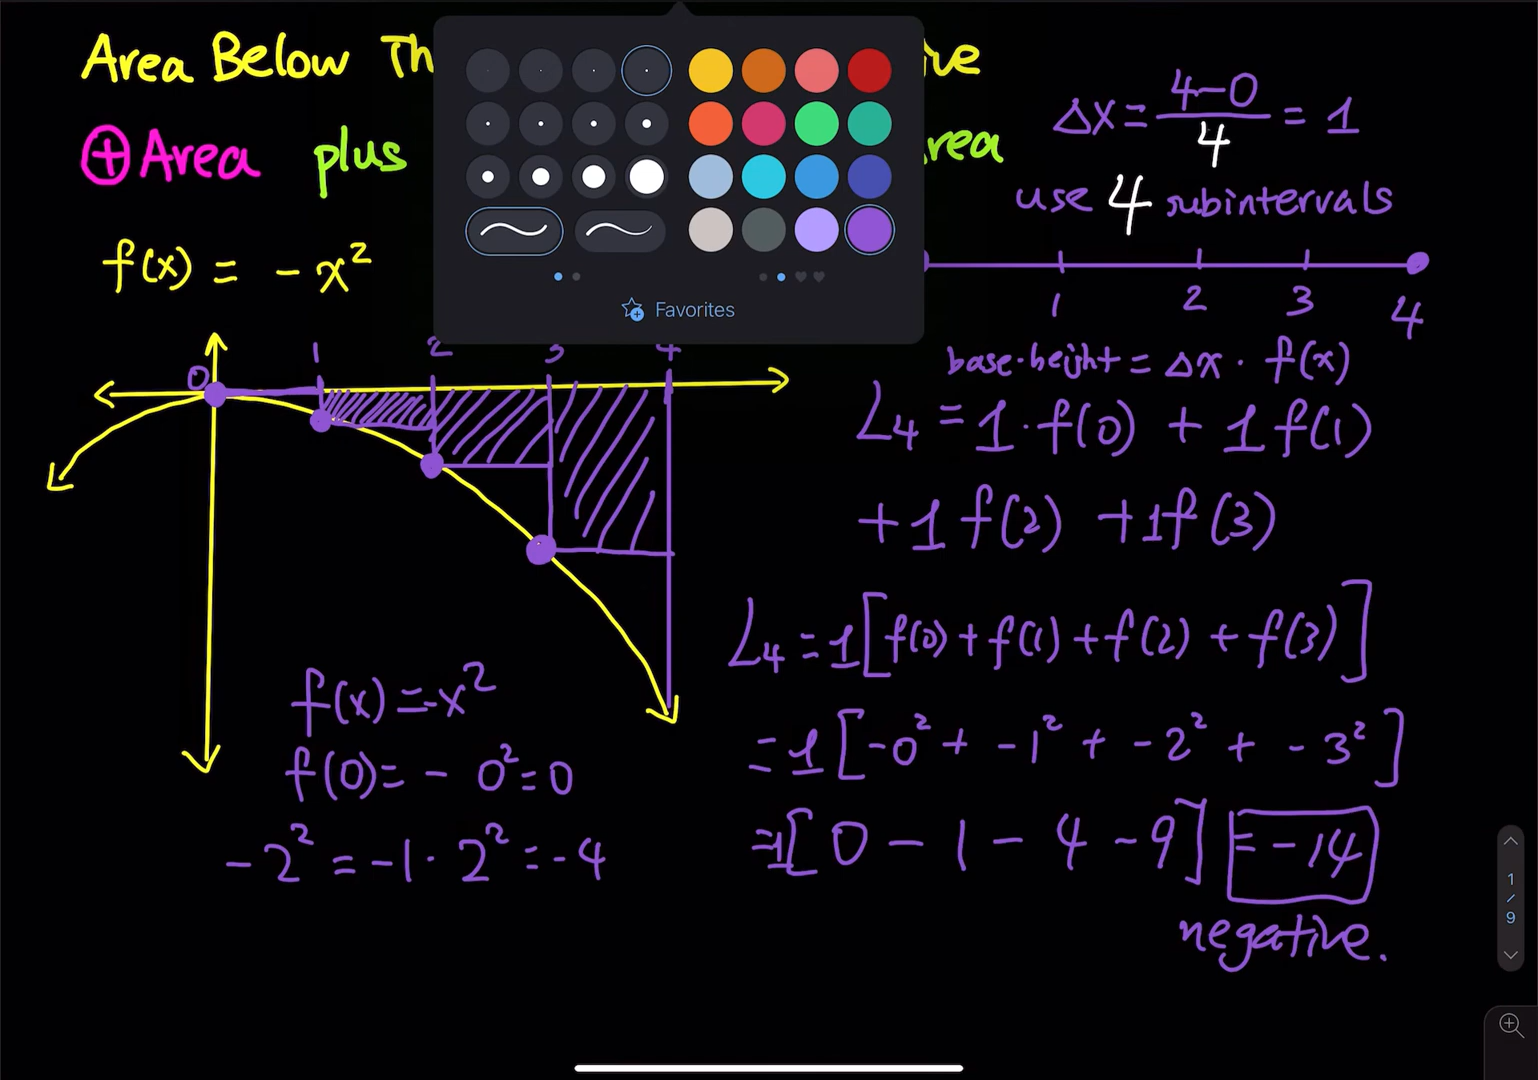 Area Below Th
⊕Area plus
rea
f(x) = - x²
Favorites
Δx = 4-0/4 = 1
use 4 subintervals
1 2 3 4
0 1 2 3 4
base·height = Δx · f(x)
L₄ = 1·f(0) + 1f(1)
+1f(2) +1f(3)
L₄ = 1[f(0) + f(1) + f(2) + f(3)]
= 1[-0² + -1² + -2² + -3²]
=1[0 - 1 - 4 - 9] = -14
negative.
f(x) = -x²
f(0) = - 0² = 0
-2² = -1 · 2² = -4
1
/
9